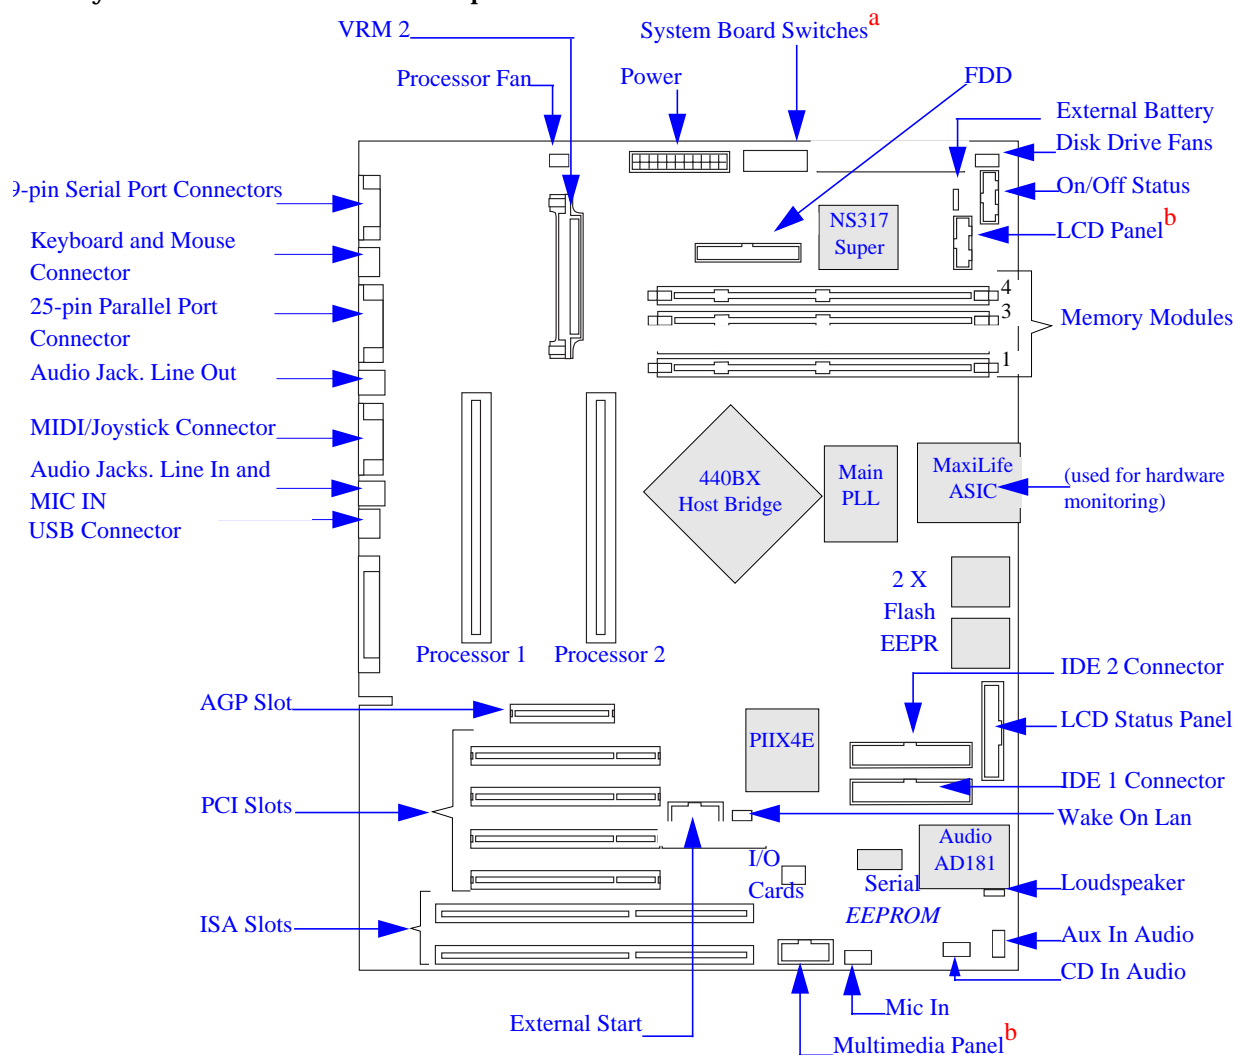 VRM 2
System Board Switches a
Processor Fan
Power
FDD
External Battery
Disk Drive Fans
9-pin Serial Port Connectors
On/Off Status
NS317
Super
Keyboard and Mouse
Connector
LCD Panel b
25-pin Parallel Port
Connector
4
3
1
Memory Modules
Audio Jack. Line Out
MIDI/Joystick Connector
Audio Jacks. Line In and
MIC IN
USB Connector
440BX
Host Bridge
Main
PLL
MaxiLife
ASIC
(used for hardware
monitoring)
2 X
Flash
EEPR
Processor 1
Processor 2
IDE 2 Connector
AGP Slot
LCD Status Panel
PIIX4E
IDE 1 Connector
PCI Slots
Wake On Lan
I/O
Cards
Serial
EEPROM
Audio
AD181
Loudspeaker
ISA Slots
Aux In Audio
CD In Audio
Mic In
External Start
Multimedia Panel b